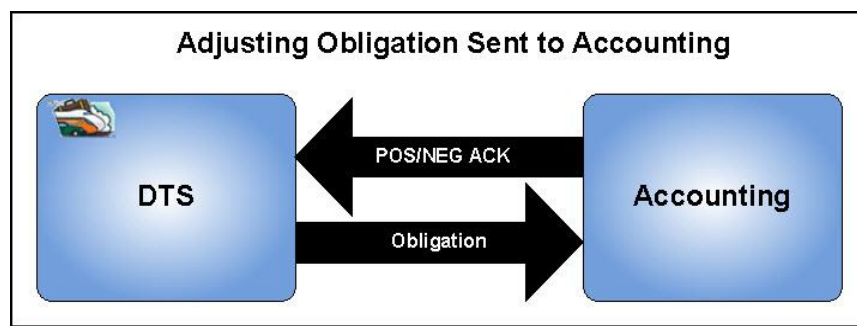 Adjusting Obligation Sent to Accounting
POS/NEG ACK
DTS
Accounting
Obligation